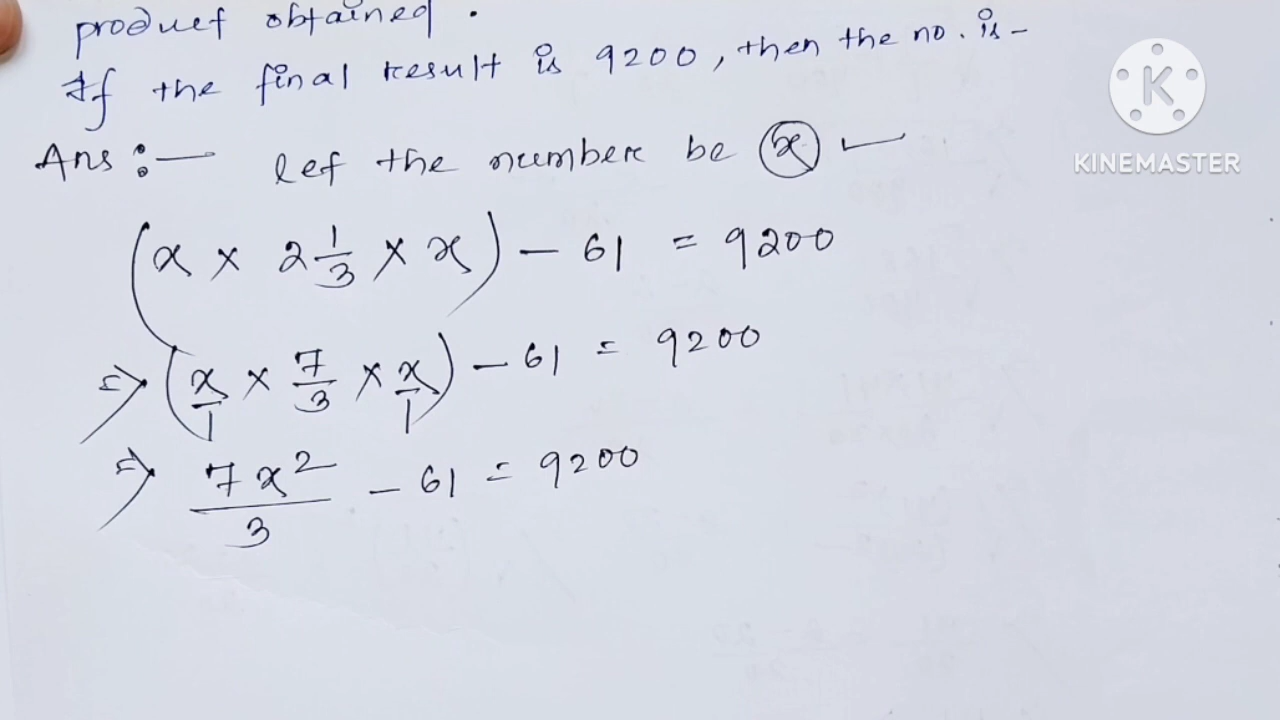 product obtained.
If the final result is 9200, then the no. is-
Ans :— let the number be x
(x × 2 1/3 × x) - 61 = 9200
⇒ (x/1 × 7/3 × x/1) - 61 = 9200
⇒ 7x²/3 - 61 = 9200
K
KINEMASTER